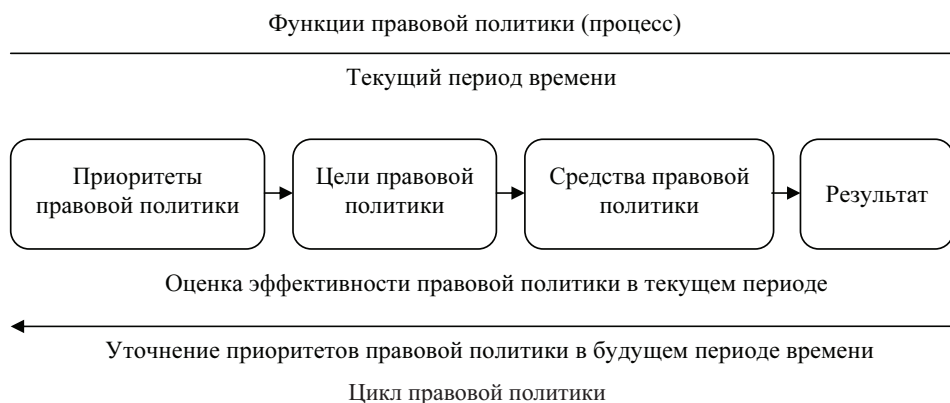 Функции правовой политики (процесс)
Текущий период времени
Приоритеты
правовой политики
Цели правовой
политики
Средства правовой
политики
Результат
Оценка эффективности правовой политики в текущем периоде
Уточнение приоритетов правовой политики в будущем периоде времени
Цикл правовой политики